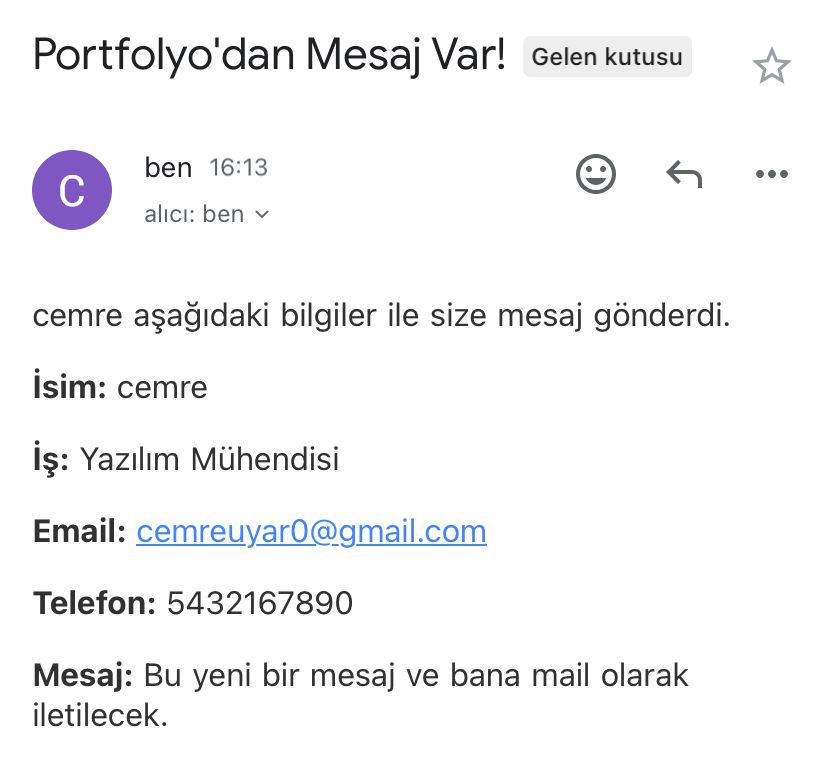 Portfolyo'dan Mesaj Var! Gelen kutusu
C
ben 16:13
alıcı: ben
cemre aşağıdaki bilgiler ile size mesaj gönderdi.
İsim: cemre
İş: Yazılım Mühendisi
Email: cemreuyar0@gmail.com
Telefon: 5432167890
Mesaj: Bu yeni bir mesaj ve bana mail olarak
iletilecek.